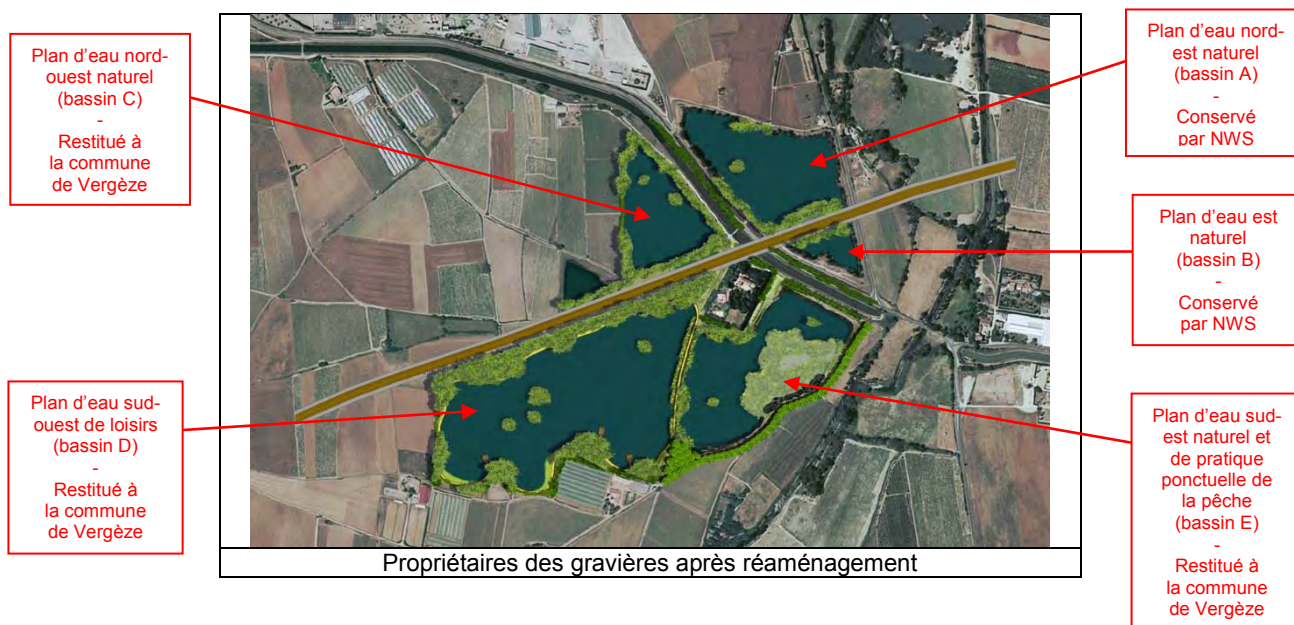 Plan d'eau nord-
ouest naturel
(bassin C)
-
Restitué à
la commune
de Vergèze
Plan d'eau sud-
ouest de loisirs
(bassin D)
-
Restitué à
la commune
de Vergèze
Plan d'eau nord-
est naturel
(bassin A)
-
Conservé
par NWS
Plan d'eau est
naturel
(bassin B)
-
Conservé
par NWS
Plan d'eau sud-
est naturel et
de pratique
ponctuelle de
la pêche
(bassin E)
-
Restitué à
la commune
de Vergèze
Propriétaires des gravières après réaménagement